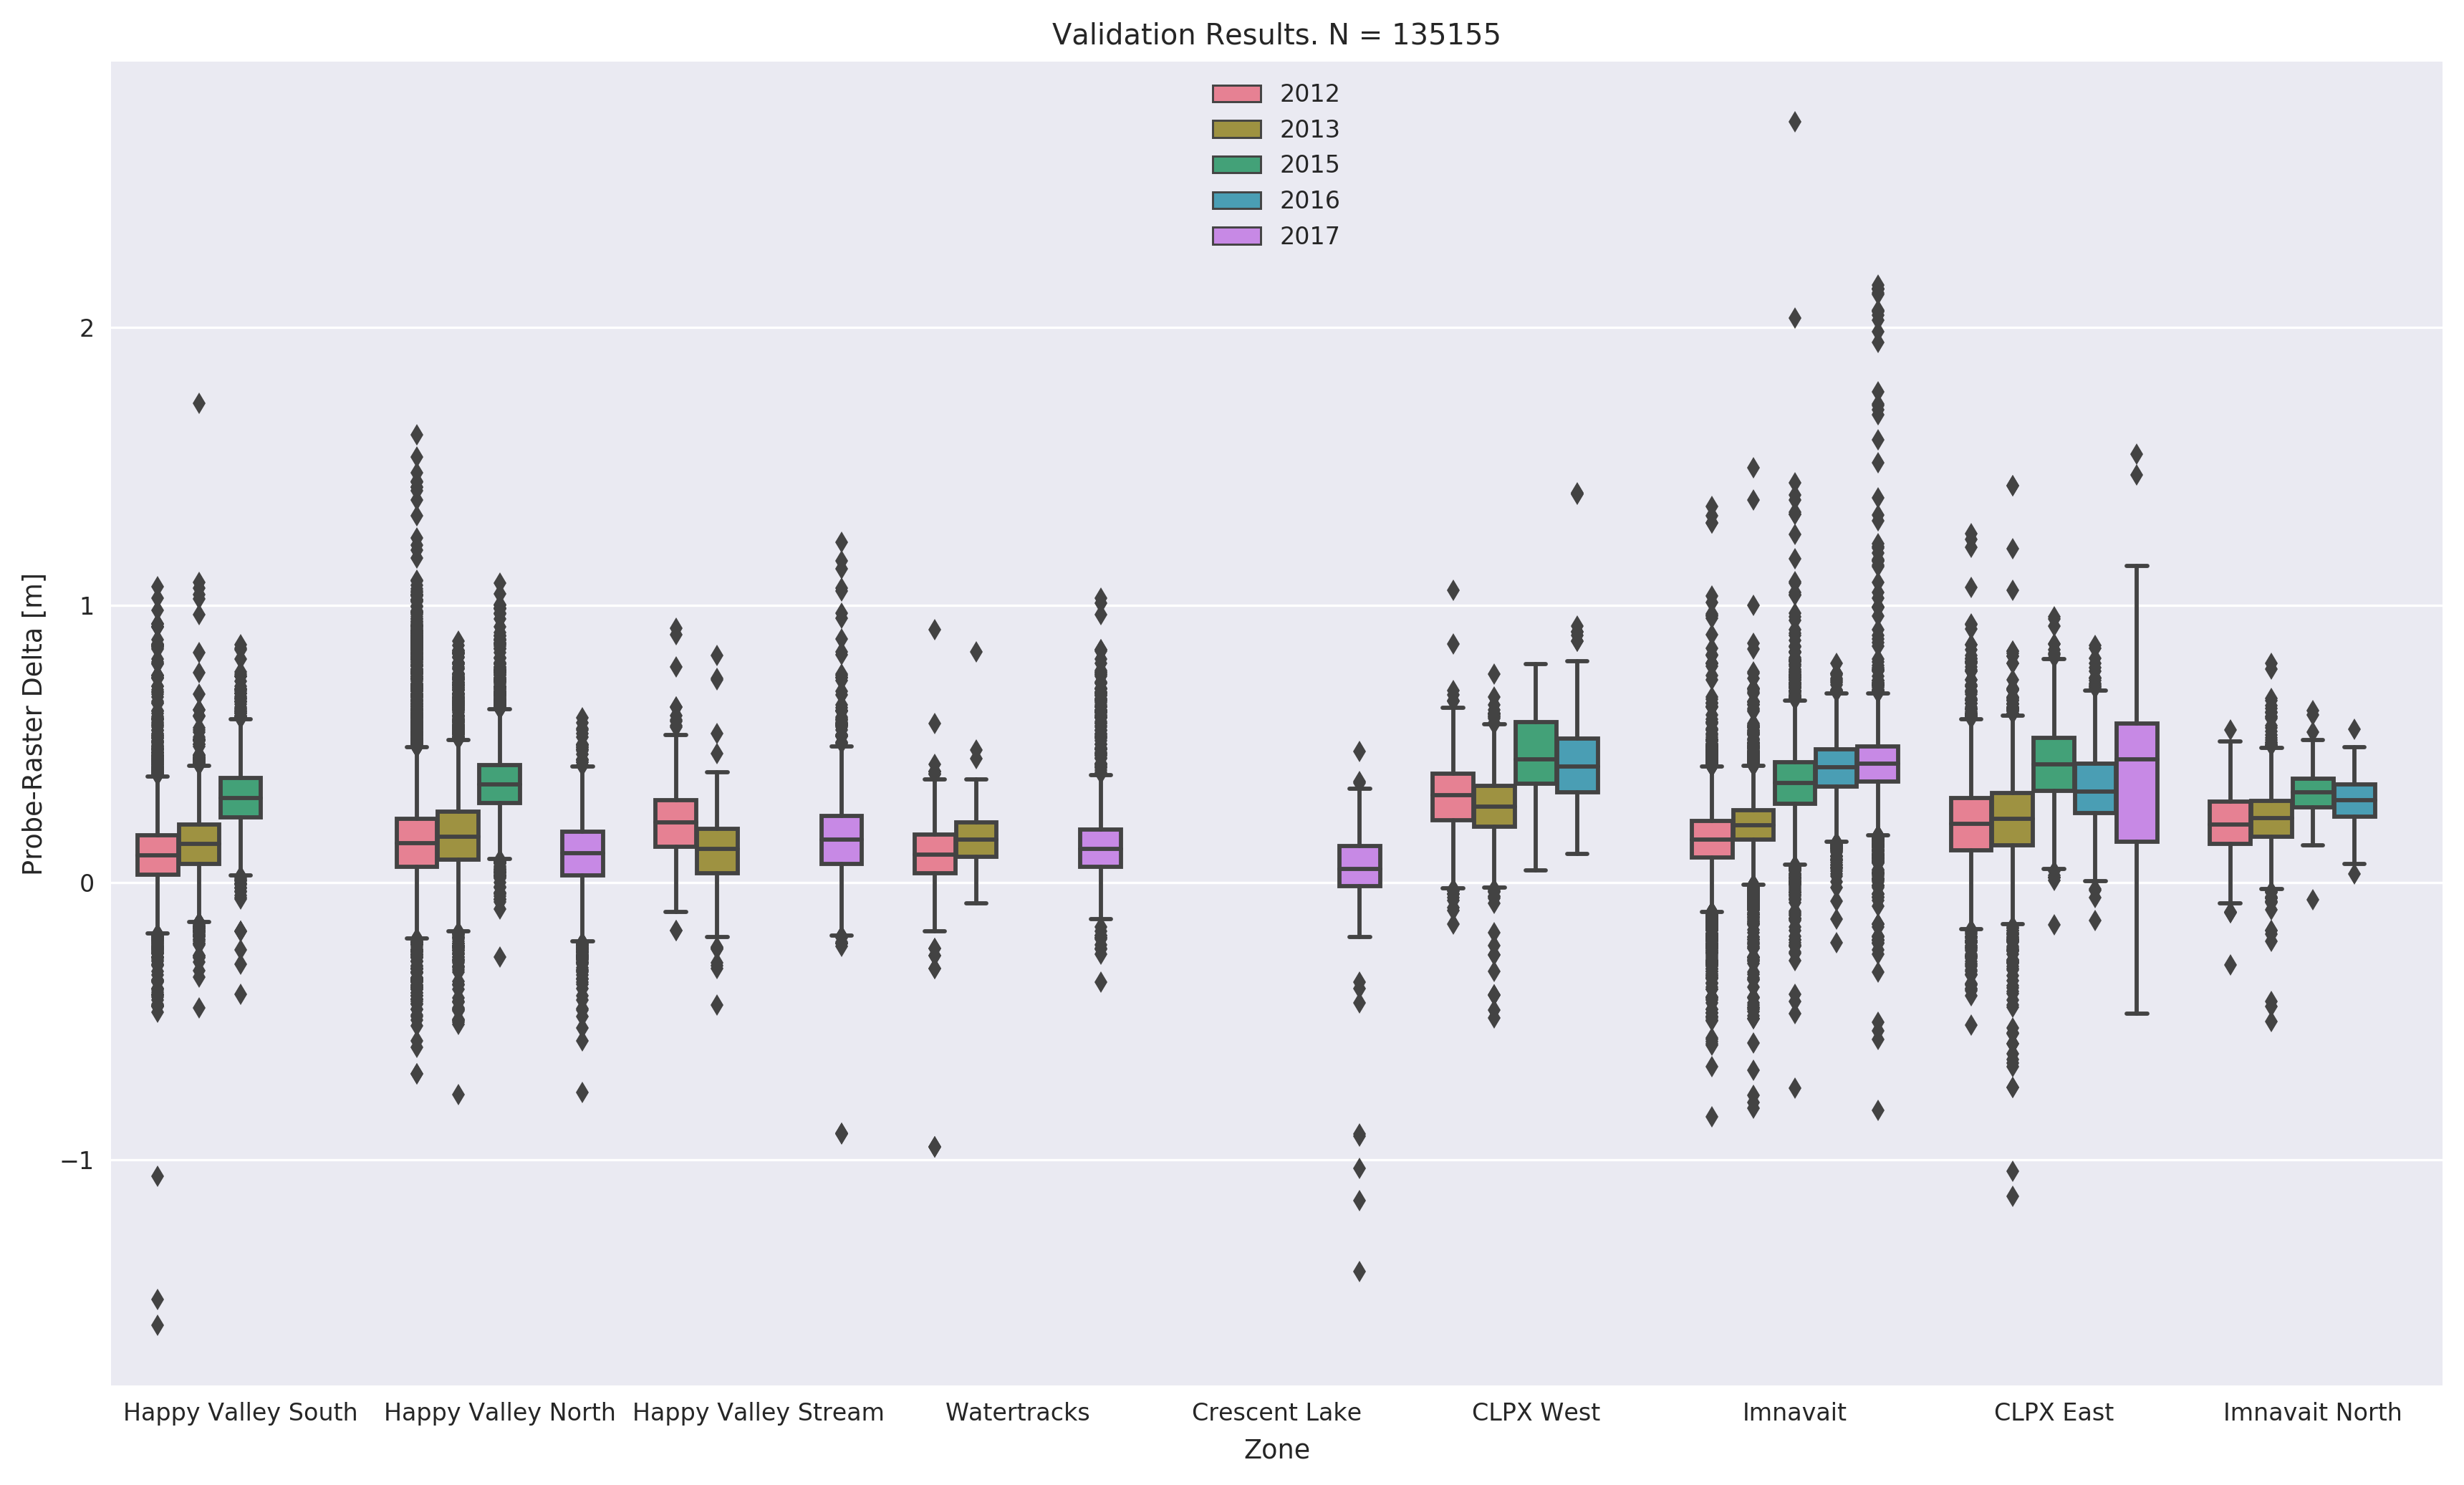 Validation Results. N = 135155
2012
2013
2015
2016
2017
Probe-Raster Delta [m]
2
1
0
−1
Happy Valley South
Happy Valley North
Happy Valley Stream
Watertracks
Crescent Lake
CLPX West
Imnavait
CLPX East
Imnavait North
Zone